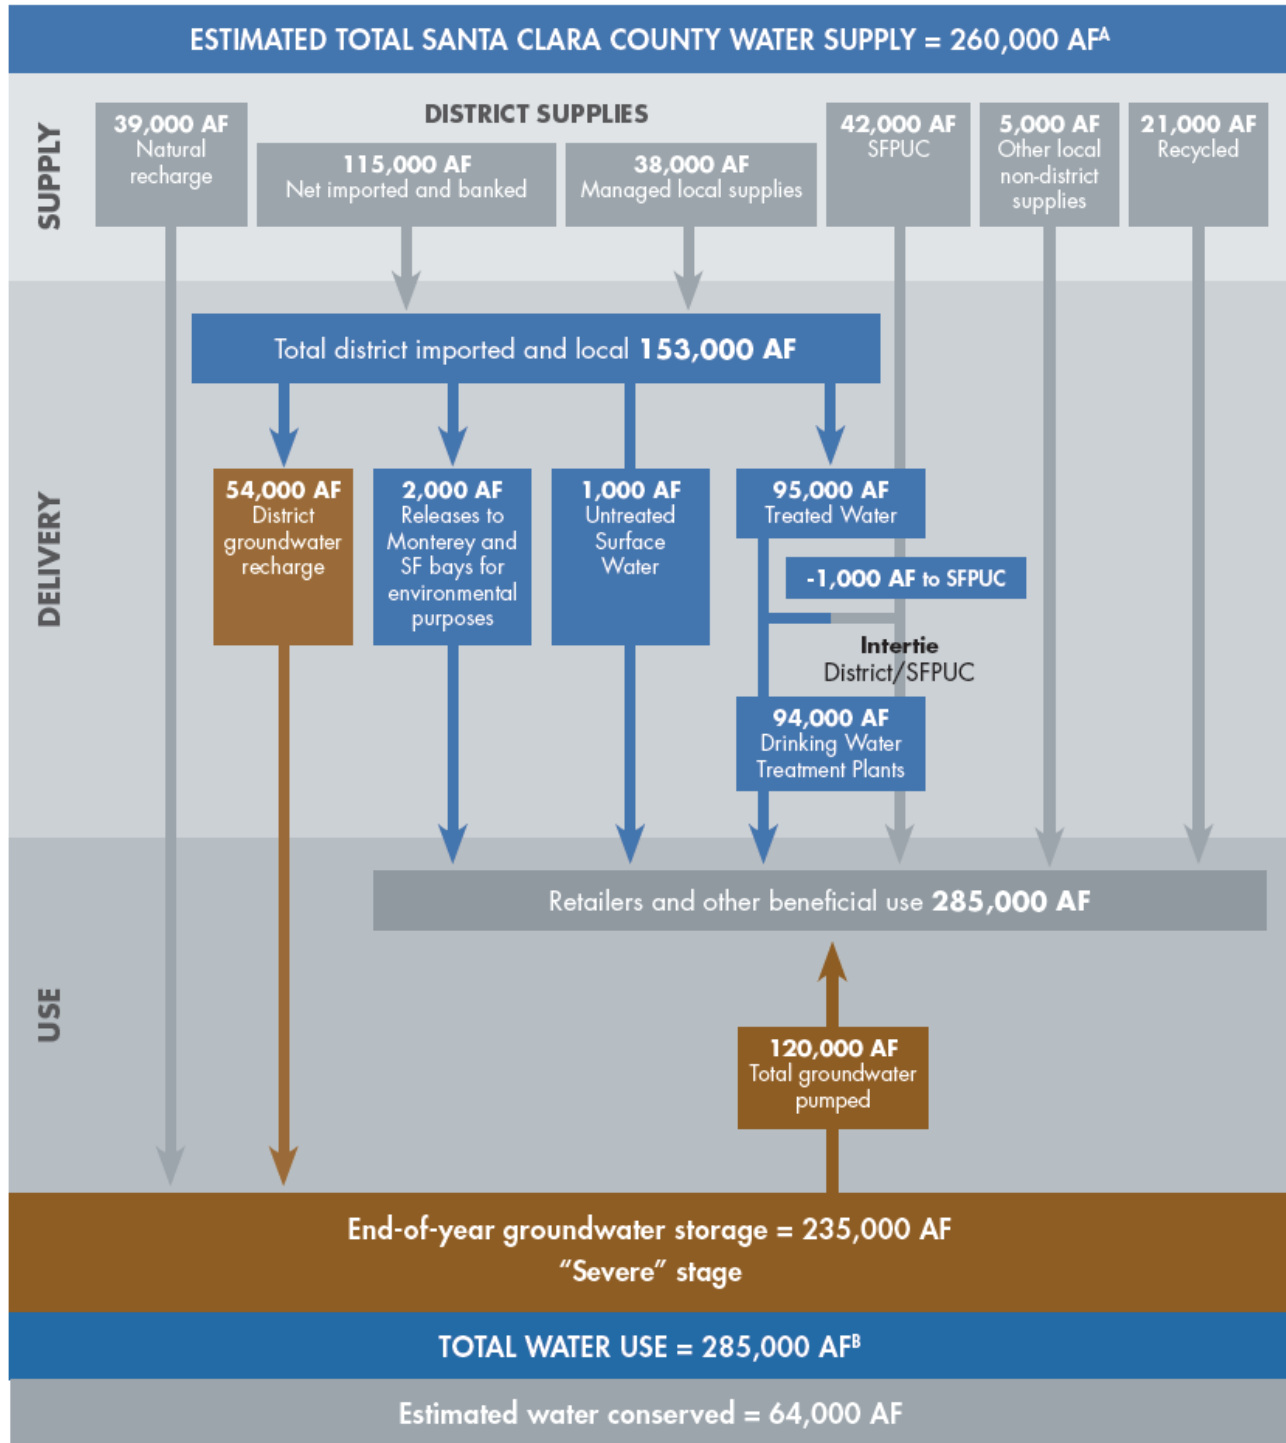 ESTIMATED TOTAL SANTA CLARA COUNTY WATER SUPPLY = 260,000 AFᴬ
SUPPLY
39,000 AF
Natural
recharge
DISTRICT SUPPLIES
115,000 AF
Net imported and banked
38,000 AF
Managed local supplies
42,000 AF
SFPUC
5,000 AF
Other local
non-district
supplies
21,000 AF
Recycled
DELIVERY
Total district imported and local 153,000 AF
54,000 AF
District
groundwater
recharge
2,000 AF
Releases to
Monterey and
SF bays for
environmental
purposes
1,000 AF
Untreated
Surface
Water
95,000 AF
Treated Water
-1,000 AF to SFPUC
Intertie
District/SFPUC
94,000 AF
Drinking Water
Treatment Plants
USE
Retailers and other beneficial use 285,000 AF
120,000 AF
Total groundwater
pumped
End-of-year groundwater storage = 235,000 AF
“Severe” stage
TOTAL WATER USE = 285,000 AFᴮ
Estimated water conserved = 64,000 AF